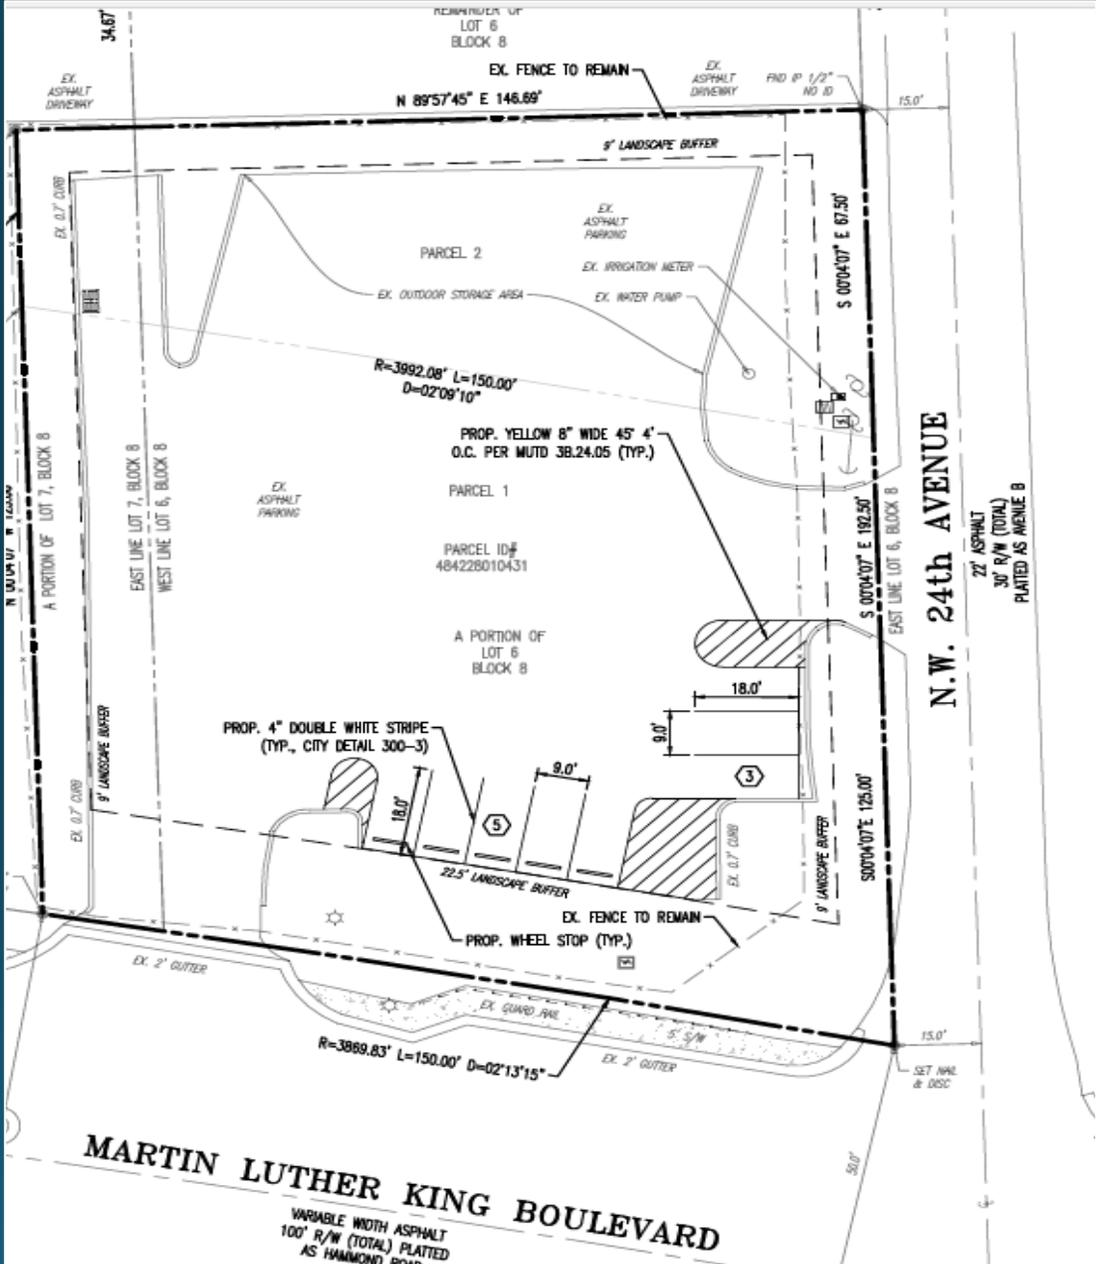 REMAINDER OF
LOT 6
BLOCK 8
34.67'
EX. FENCE TO REMAIN
EX.
ASPHALT
DRIVEWAY
EX.
ASPHALT
DRIVEWAY
FND IP 1/2"
NO ID
15.0'
N 89°57'45" E 146.69'
9' LANDSCAPE BUFFER
EX. 0.7' CURB
EX.
ASPHALT
PARKING
PARCEL 2
S 00°04'07" E 67.50'
EX. IRRIGATION METER
EX. OUTDOOR STORAGE AREA
EX. WATER PUMP
R=3992.08' L=150.00'
D=02°09'10"
PROP. YELLOW 8" WIDE 45° 4'
O.C. PER MUTD 3B.24.05 (TYP.)
A PORTION OF LOT 7, BLOCK 8
EAST LINE LOT 7, BLOCK 8
WEST LINE LOT 6, BLOCK 8
EX.
ASPHALT
PARKING
PARCEL 1
PARCEL ID#
484228010431
S 00°04'07" E 192.50'
EAST LINE LOT 6, BLOCK 8
N.W. 24th AVENUE
22' ASPHALT
30' R/W (TOTAL)
PLATTED AS AVENUE B
A PORTION OF
LOT 6
BLOCK 8
18.0'
9.0'
3
PROP. 4" DOUBLE WHITE STRIPE
(TYP., CITY DETAIL 300-3)
9.0'
18.0'
5
9' LANDSCAPE BUFFER
EX. 0.7' CURB
S00°04'07"E 125.00'
EX. 0.7' CURB
9' LANDSCAPE BUFFER
22.5' LANDSCAPE BUFFER
EX. FENCE TO REMAIN
PROP. WHEEL STOP (TYP.)
EX. 2' GUTTER
EX. GUARD RAIL
5' S/W
15.0'
R=3869.83' L=150.00' D=02°13'15"
EX. 2' GUTTER
SET NAIL
& DISC
50.0'
MARTIN LUTHER KING BOULEVARD
VARIABLE WIDTH ASPHALT
100' R/W (TOTAL) PLATTED
AS HAMMOND ROAD